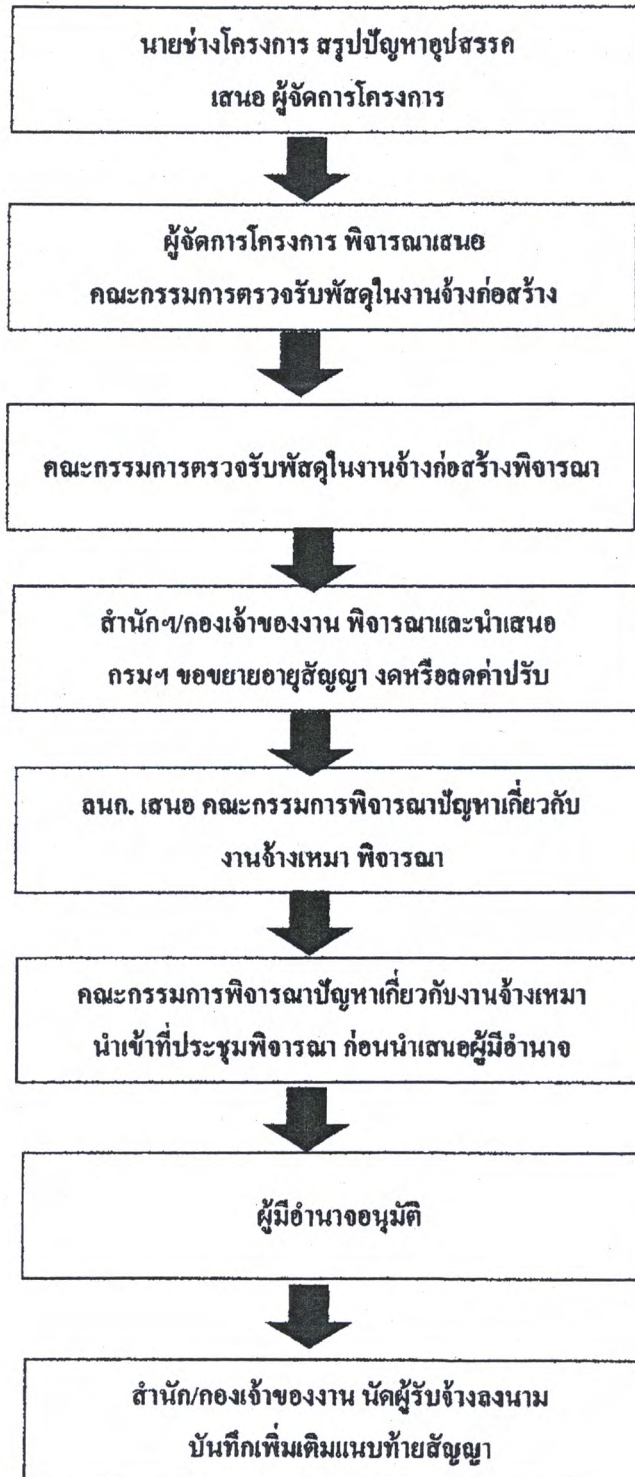 นายช่างโครงการ สรุปปัญหาอุปสรรค
เสนอ ผู้จัดการโครงการ
ผู้จัดการโครงการ พิจารณาเสนอ
คณะกรรมการตรวจรับพัสดุในงานจ้างก่อสร้าง
คณะกรรมการตรวจรับพัสดุในงานจ้างก่อสร้างพิจารณา
สำนักฯ/กองเจ้าของงาน พิจารณาและนำเสนอ
กรมฯ ขอขยายอายุสัญญา งดหรือลดค่าปรับ
ลนก. เสนอ คณะกรรมการพิจารณาปัญหาเกี่ยวกับ
งานจ้างเหมา พิจารณา
คณะกรรมการพิจารณาปัญหาเกี่ยวกับงานจ้างเหมา
นำเข้าที่ประชุมพิจารณา ก่อนนำเสนอผู้มีอำนาจ
ผู้มีอำนาจอนุมัติ
สำนัก/กองเจ้าของงาน นัดผู้รับจ้างลงนาม
บันทึกเพิ่มเติมแนบท้ายสัญญา